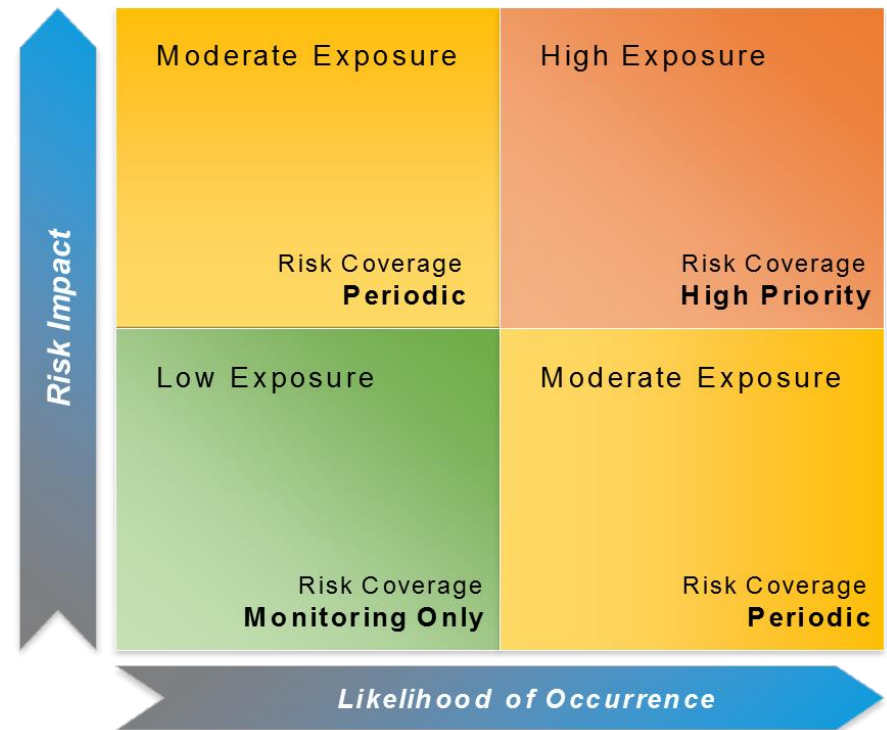 Moderate Exposure
Risk Coverage
Periodic
High Exposure
Risk Coverage
High Priority
Risk Impact
Low Exposure
Risk Coverage
Monitoring Only
Moderate Exposure
Risk Coverage
Periodic
Likelihood of Occurrence